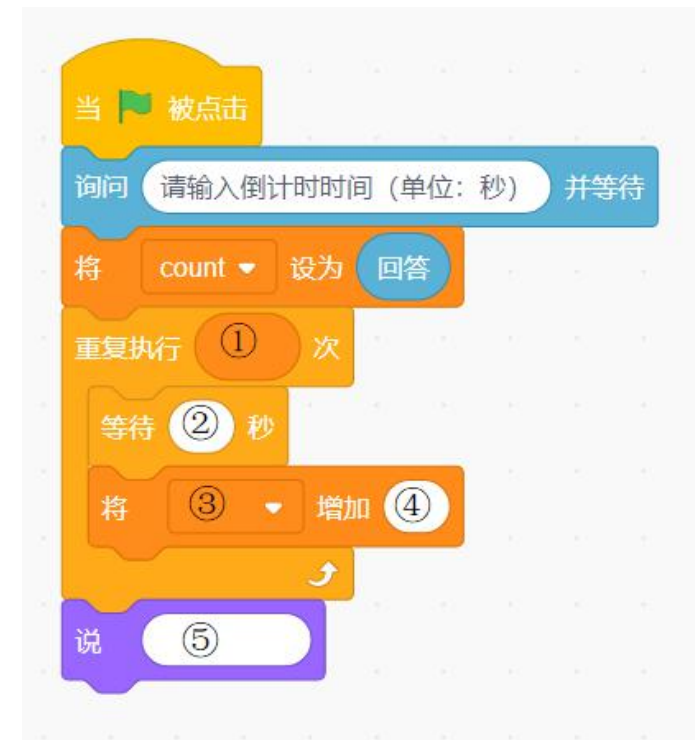 当 被点击
询问 请输入倒计时时间（单位：秒） 并等待
将 count 设为 回答
重复执行 ① 次
等待 ② 秒
将 ③ 增加 ④
说 ⑤